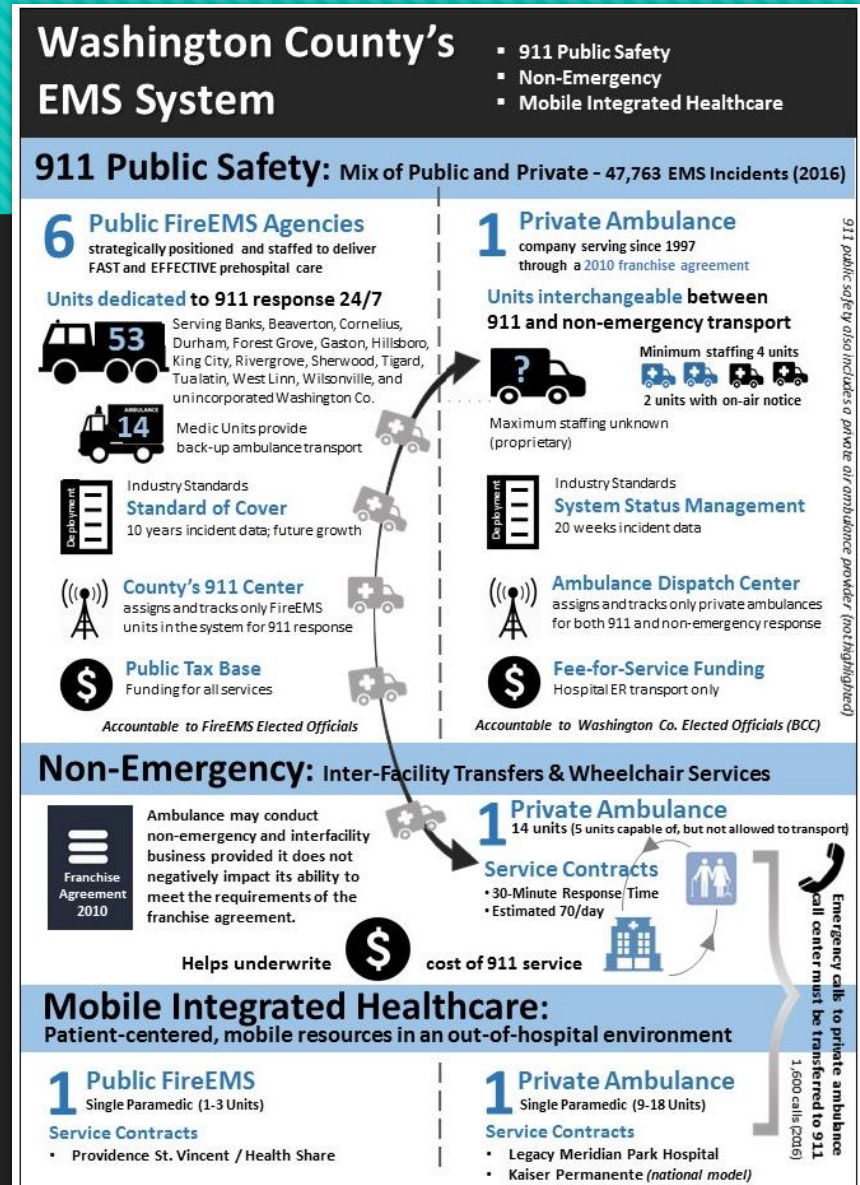 Washington County's
EMS System
▪ 911 Public Safety
▪ Non-Emergency
▪ Mobile Integrated Healthcare
911 Public Safety: Mix of Public and Private - 47,763 EMS Incidents (2016)
6 Public FireEMS Agencies
strategically positioned and staffed to deliver
FAST and EFFECTIVE prehospital care
Units dedicated to 911 response 24/7
53
Serving Banks, Beaverton, Cornelius,
Durham, Forest Grove, Gaston, Hillsboro,
King City, Rivergrove, Sherwood, Tigard,
Tualatin, West Linn, Wilsonville, and
unincorporated Washington Co.
AMBULANCE
14
Medic Units provide
back-up ambulance transport
Deployment
Industry Standards
Standard of Cover
10 years incident data; future growth
County's 911 Center
assigns and tracks only FireEMS
units in the system for 911 response
$
Public Tax Base
Funding for all services
Accountable to FireEMS Elected Officials
1 Private Ambulance
company serving since 1997
through a 2010 franchise agreement
Units interchangeable between
911 and non-emergency transport
?
Minimum staffing 4 units
2 units with on-air notice
Maximum staffing unknown
(proprietary)
Deployment
Industry Standards
System Status Management
20 weeks incident data
Ambulance Dispatch Center
assigns and tracks only private ambulances
for both 911 and non-emergency response
$
Fee-for-Service Funding
Hospital ER transport only
Accountable to Washington Co. Elected Officials (BCC)
911 public safety also includes a private air ambulance provider (not highlighted)
Non-Emergency: Inter-Facility Transfers & Wheelchair Services
Franchise
Agreement
2010
Ambulance may conduct
non-emergency and interfacility
business provided it does not
negatively impact its ability to
meet the requirements of the
franchise agreement.
1 Private Ambulance
14 units (5 units capable of, but not allowed to transport)
Service Contracts
• 30-Minute Response Time
• Estimated 70/day
Helps underwrite $ cost of 911 service
Emergency calls to private ambulance
call center must be transferred to 911
1,600 calls (2016)
Mobile Integrated Healthcare:
Patient-centered, mobile resources in an out-of-hospital environment
1 Public FireEMS
Single Paramedic (1-3 Units)
Service Contracts
• Providence St. Vincent / Health Share
1 Private Ambulance
Single Paramedic (9-18 Units)
Service Contracts
• Legacy Meridian Park Hospital
• Kaiser Permanente (national model)